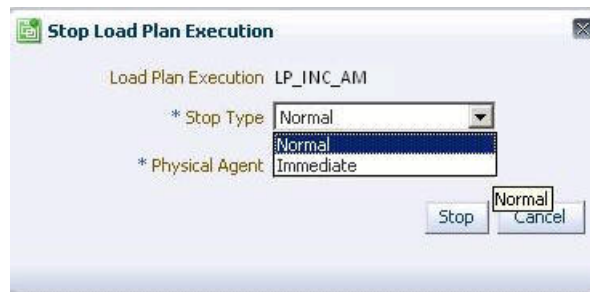 Stop Load Plan Execution
Load Plan Execution LP_INC_AM
* Stop Type Normal
Normal
* Physical Agent Immediate
Normal
Stop Cancel